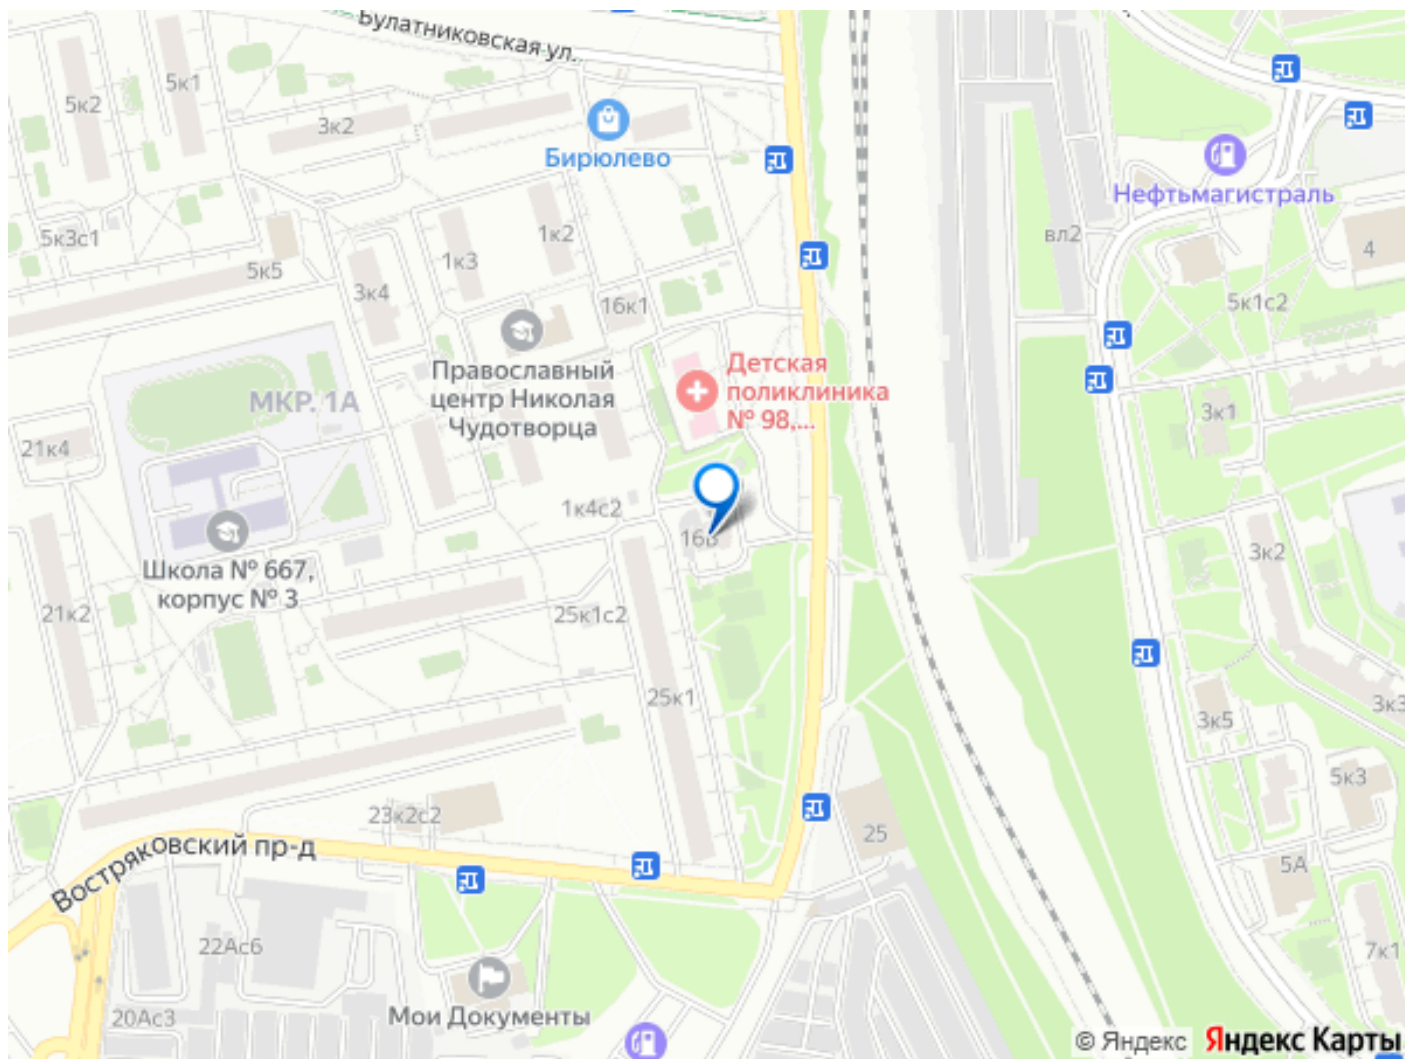 Булатниковская ул.
5к1
5к2
3к2
Бирюлево
Нефтьмагистраль
5к3с1
1к2
вл2
4
1к3
5к5
3к4
16к1
5к1с2
Детская
поликлиника
№ 98,...
Православный
центр Николая
Чудотворца
МКР. 1А
3к1
21к4
1к4с2
3к2
Школа № 667,
корпус № 3
21к2
25к1с2
25к1
3к3
3к5
5к3
23к2с2
25
Востряковский пр-д
5А
22Ас6
7к1
Мои Документы
20Ас3
© Яндекс Яндекс Карты